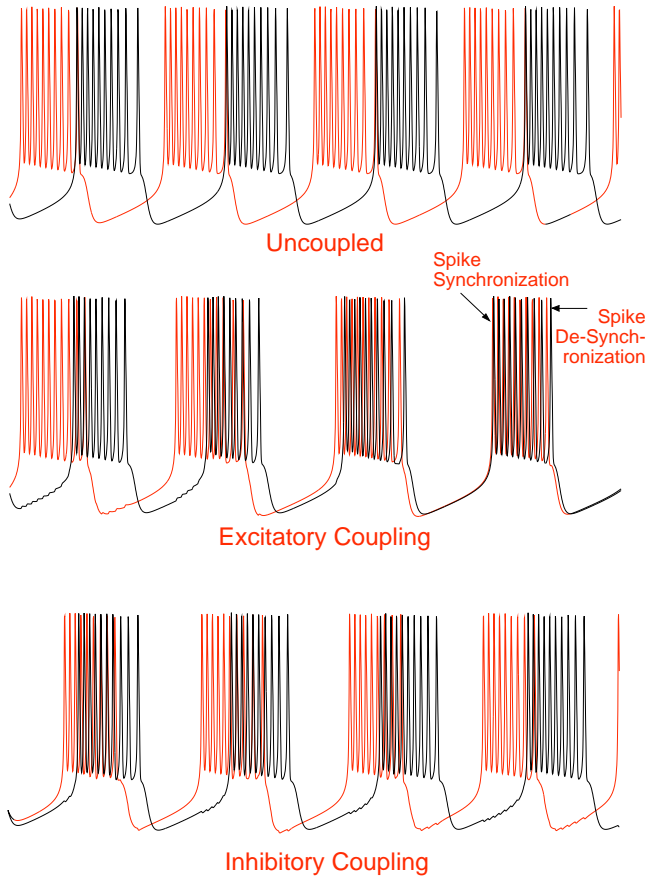 Uncoupled
Spike
Synchronization
Spike
De-Synch-
ronization
Excitatory Coupling
Inhibitory Coupling